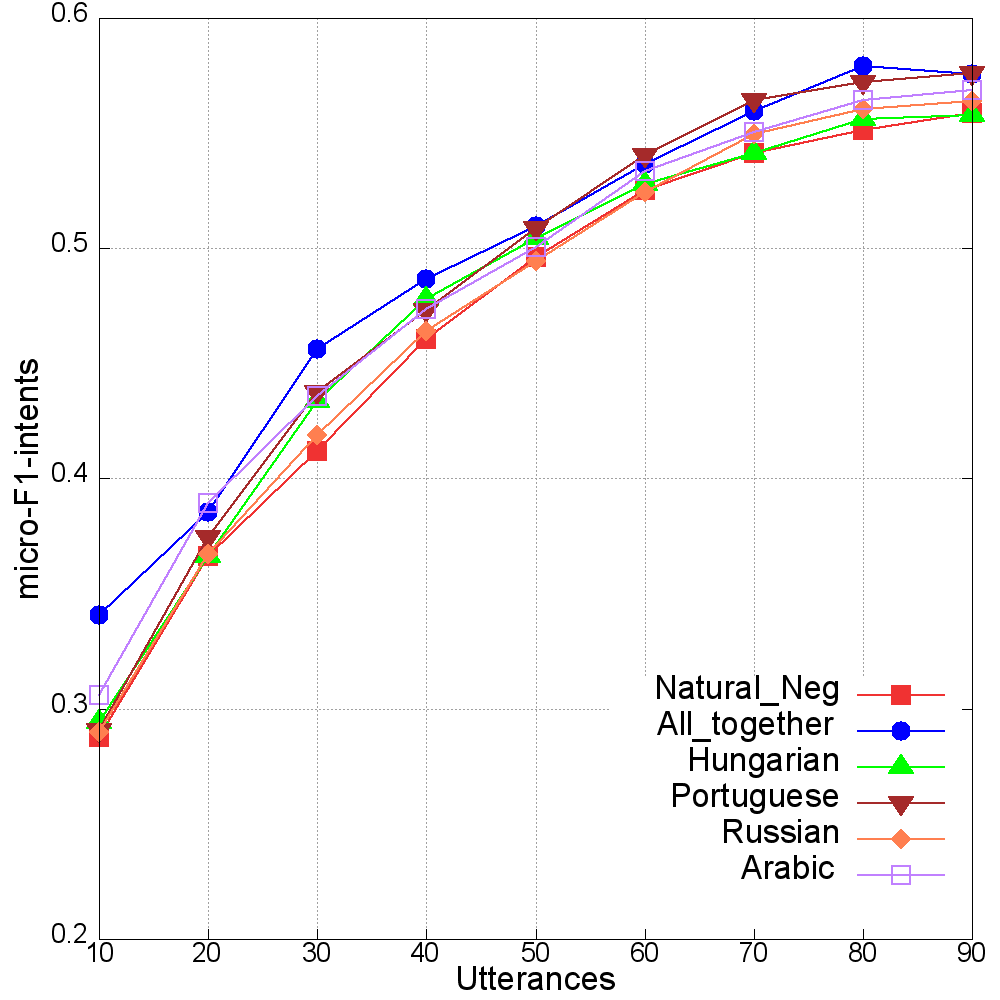 0.6
0.5
0.4
0.3
0.2
micro-F1-intents
Natural_Neg
All_together
Hungarian
Portuguese
Russian
Arabic
10 20 30 40 50 60 70 80 90
Utterances